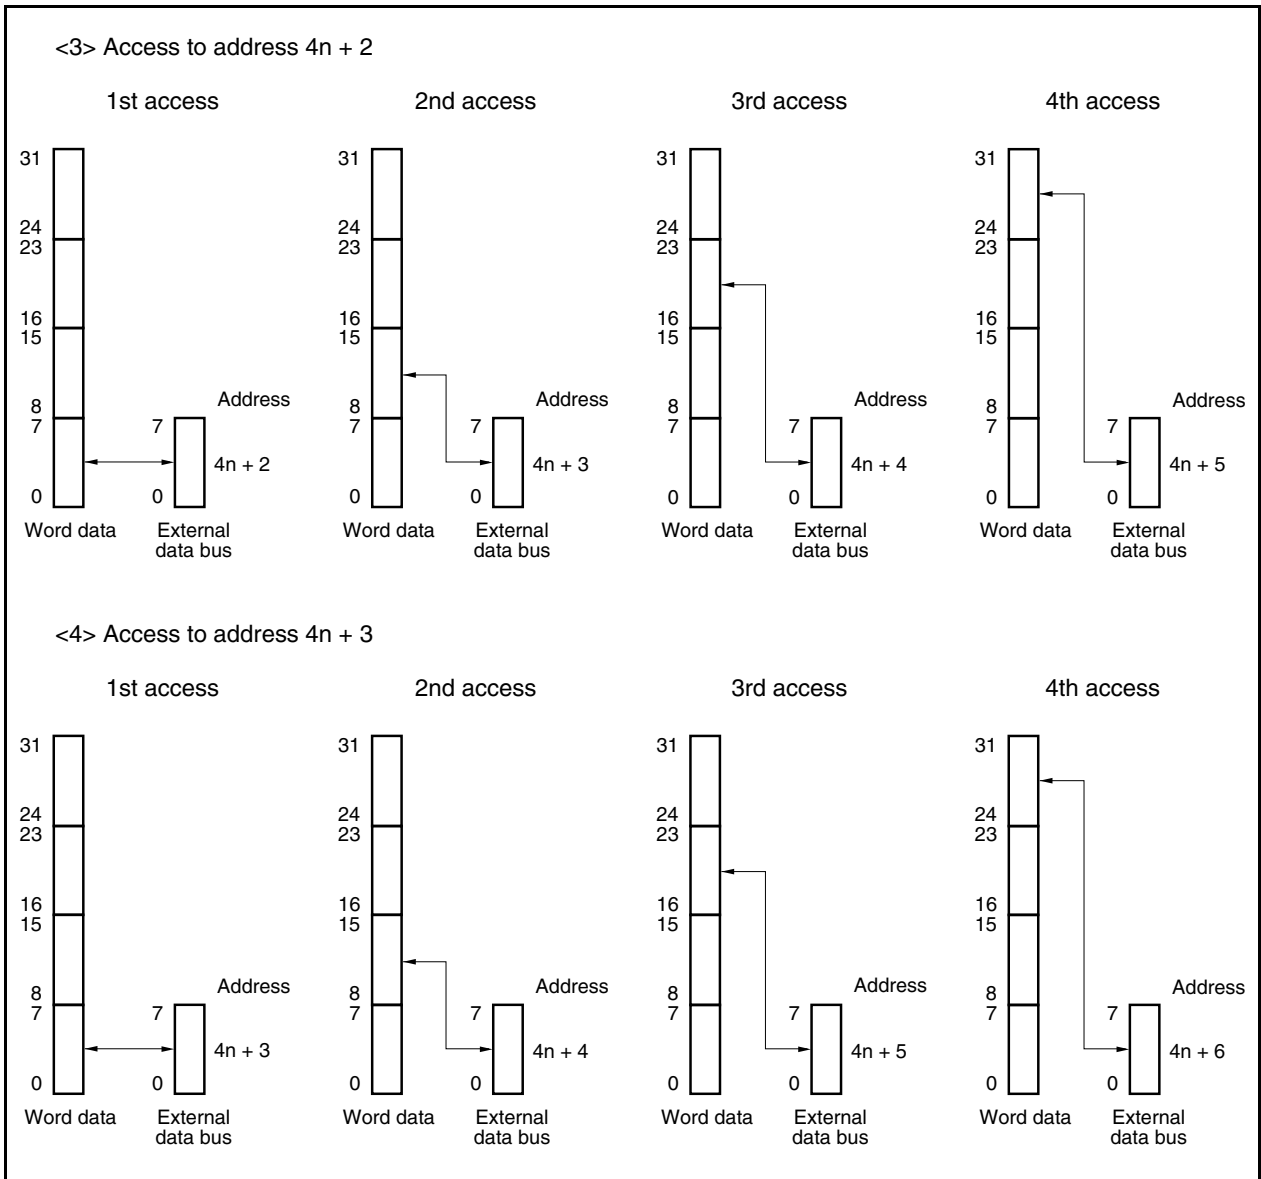 <3> Access to address 4n + 2
1st access
2nd access
3rd access
4th access
31
24
23
16
15
8
7
0
Word data
Address
7
4n + 2
0
External
data bus
31
24
23
16
15
8
7
0
Word data
Address
7
4n + 3
0
External
data bus
31
24
23
16
15
8
7
0
Word data
Address
7
4n + 4
0
External
data bus
31
24
23
16
15
8
7
0
Word data
Address
7
4n + 5
0
External
data bus
<4> Access to address 4n + 3
1st access
2nd access
3rd access
4th access
31
24
23
16
15
8
7
0
Word data
Address
7
4n + 3
0
External
data bus
31
24
23
16
15
8
7
0
Word data
Address
7
4n + 4
0
External
data bus
31
24
23
16
15
8
7
0
Word data
Address
7
4n + 5
0
External
data bus
31
24
23
16
15
8
7
0
Word data
Address
7
4n + 6
0
External
data bus